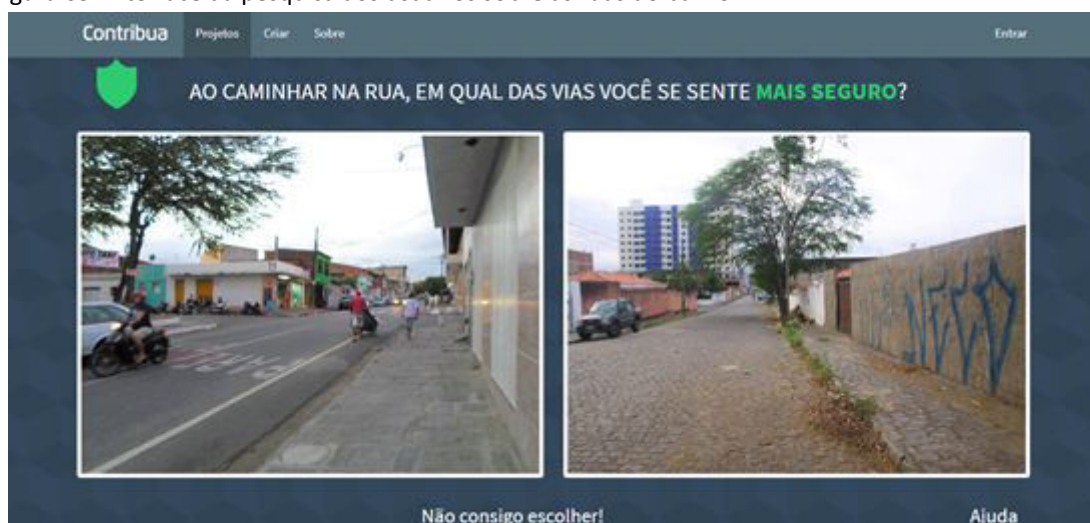 Contribua Projetos Criar Sobre Entrar
AO CAMINHAR NA RUA, EM QUAL DAS VIAS VOCÊ SE SENTE MAIS SEGURO?
NECO
Não consigo escolher! Ajuda